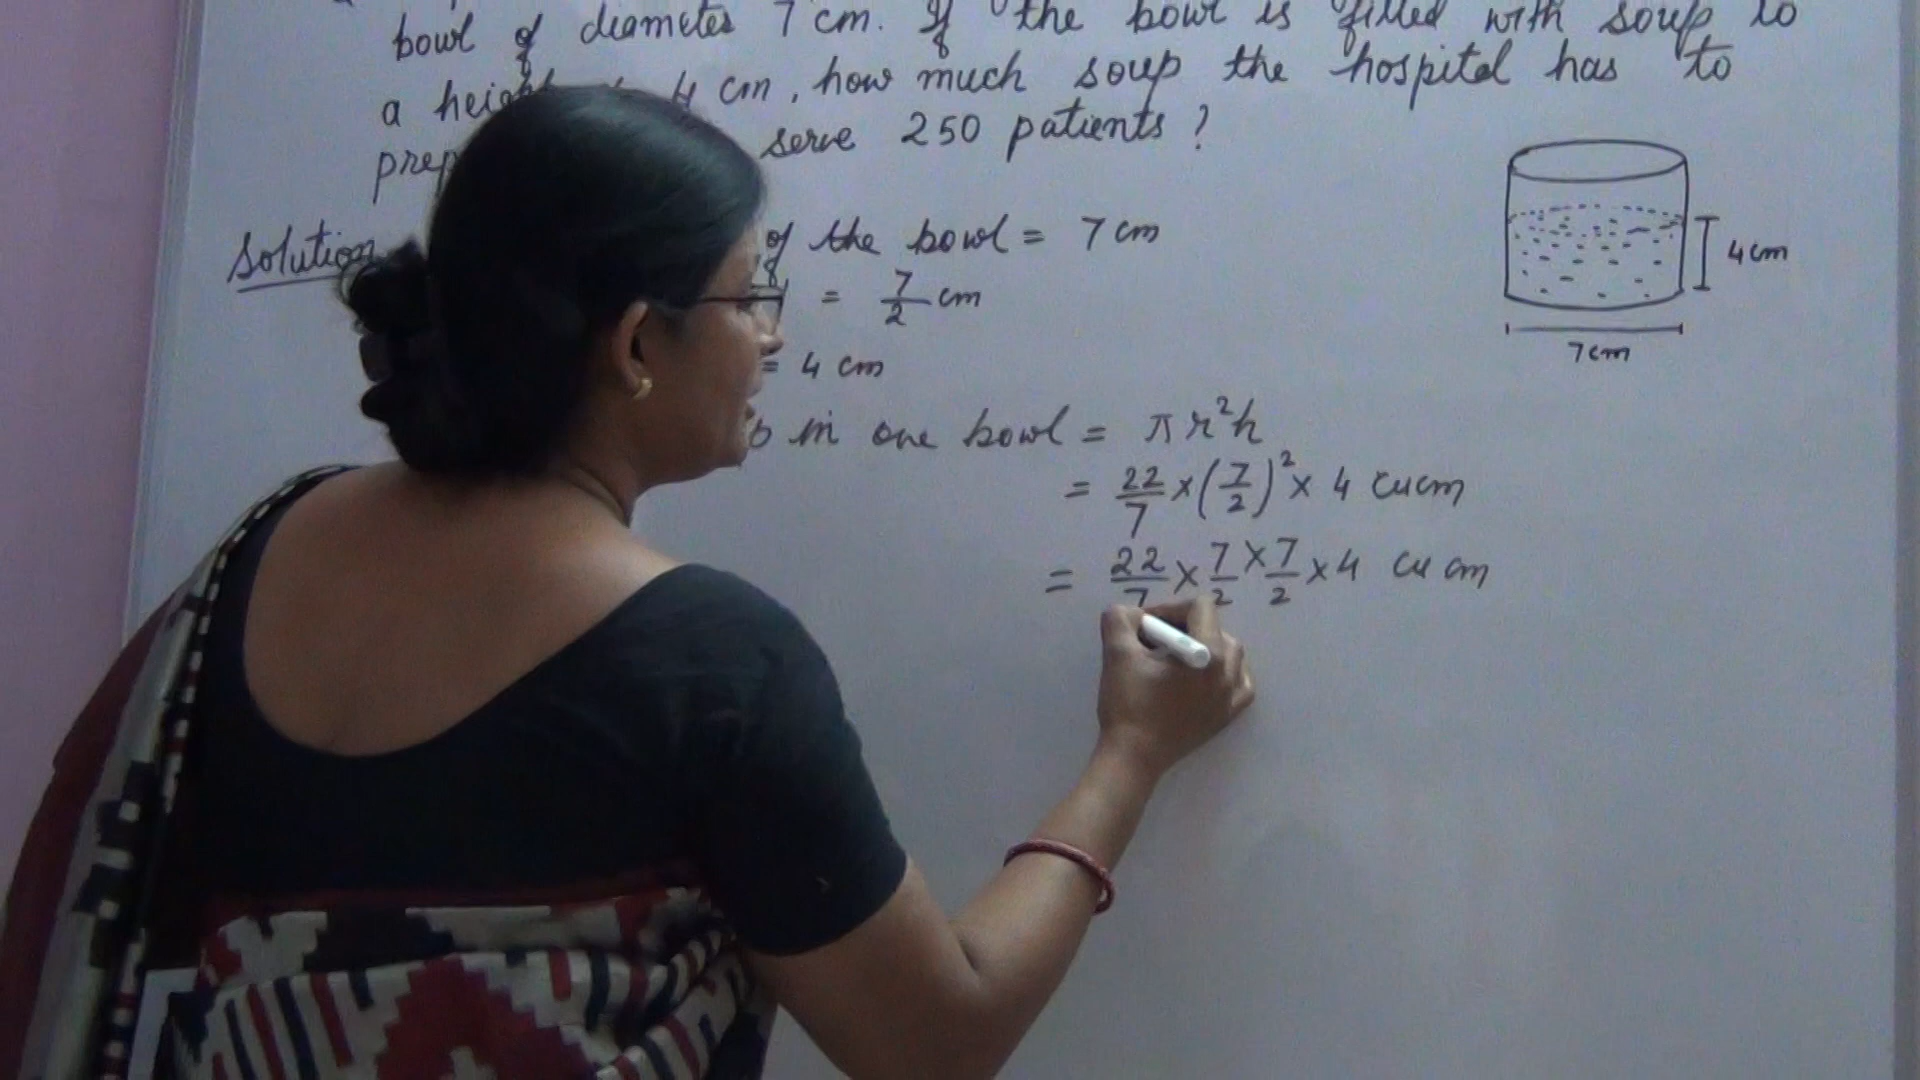 bowl of diameter 7 cm. If the bowl is filled with soup to
a 4 cm, how much soup the hospital has to
serve 250 patients ?
Solution of the bowl = 7 cm
= 7/2 cm
= 4 cm
in one bowl = πr²h
= 22/7 × (7/2)² × 4 cu cm
= 22/7 × 7/2 × 7/2 × 4 cu cm
4 cm
7 cm